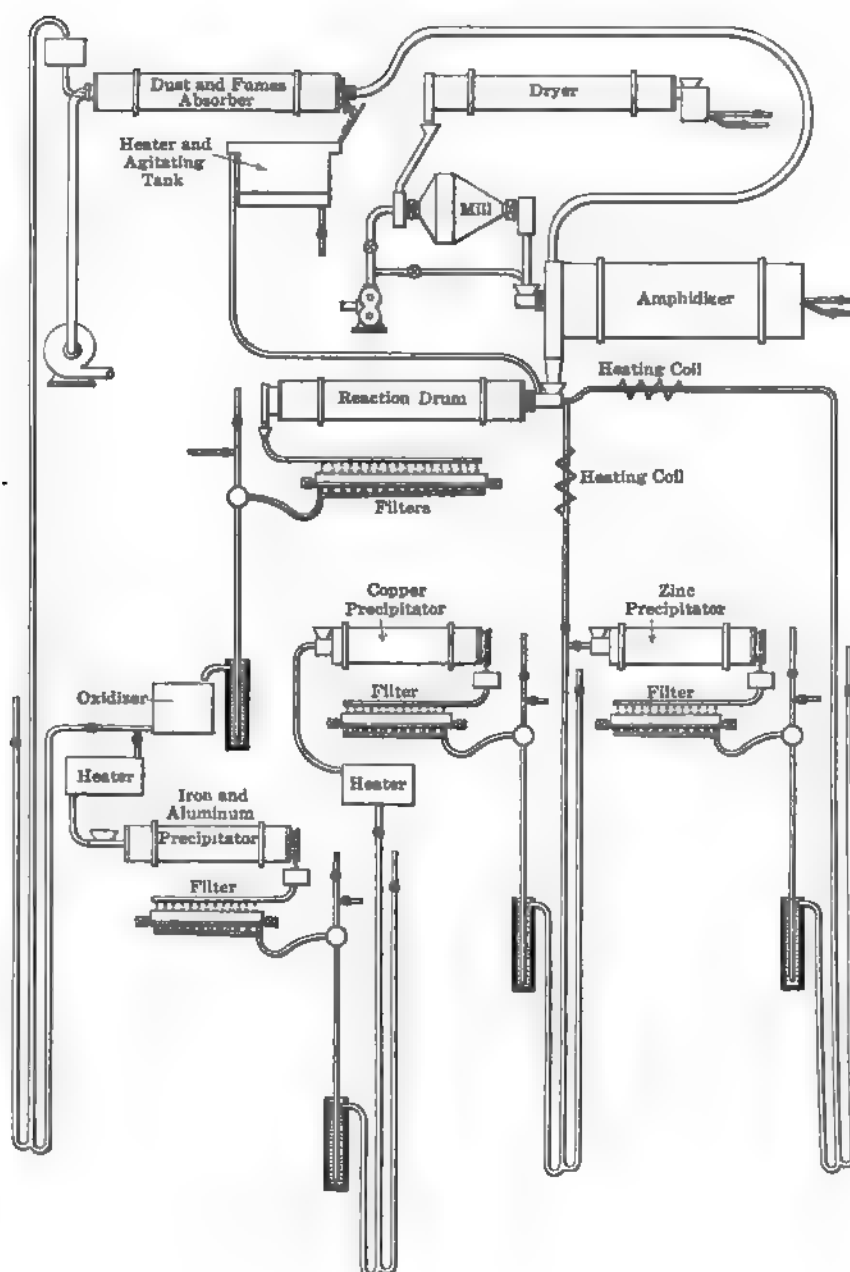 Dust and Fumes
Absorber
Dryer
Heater and
Agitating
Tank
Mill
Amphidizer
Heating Coil
Reaction Drum
Heating Coil
Filters
Copper
Precipitator
Zinc
Precipitator
Oxidizer
Filter
Filter
Heater
Heater
Iron and
Aluminum
Precipitator
Filter